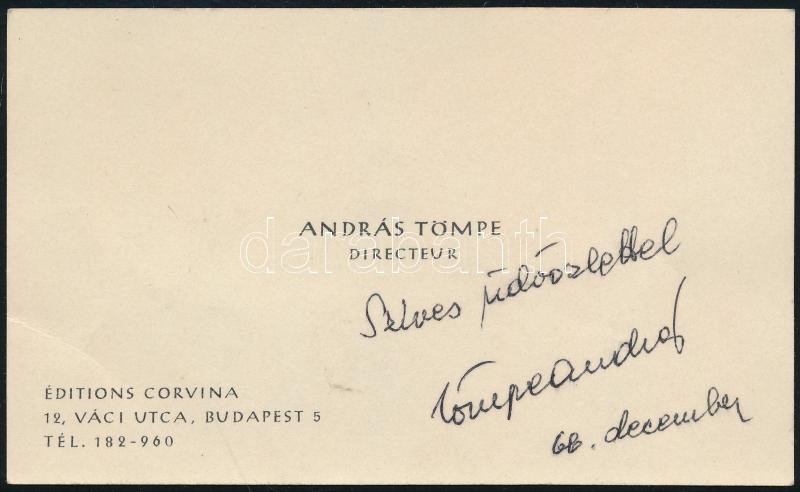 ANDRÁS TÖMPE
DIRECTEUR
darabanth
Szíves üdvözlettel
Tömpe András
68. december
ÉDITIONS CORVINA
12, VÁCI UTCA, BUDAPEST 5
TÉL. 182-960